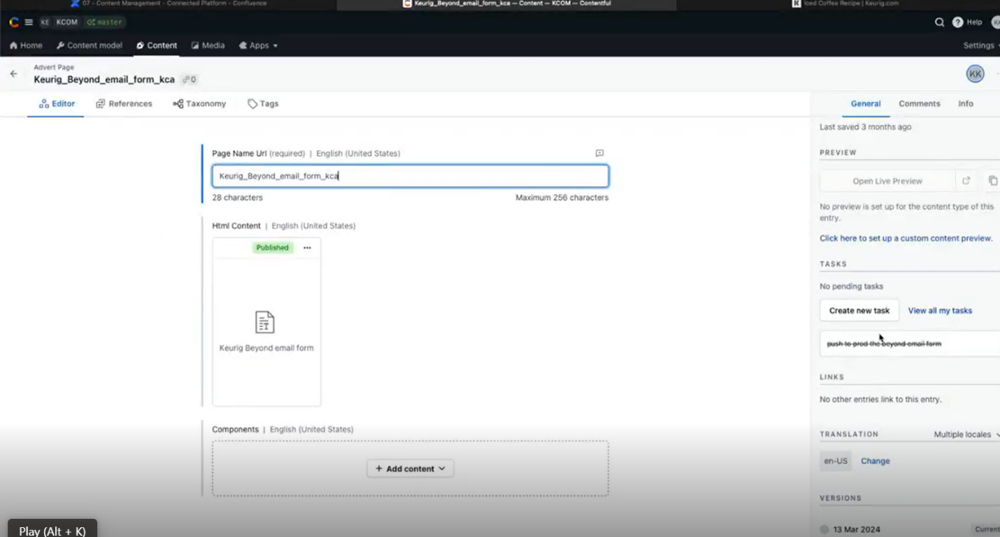 07 - Content Management - Connected Platform - Confluence
Keurig_Beyond_email_form_kca — Content — KCOM — Contentful
Iced Coffee Recipe | Keurig.com
KE KCOM master
Help
Home Content model Content Media Apps
Settings
Advert Page
Keurig_Beyond_email_form_kca 0
KK
Editor References Taxonomy Tags
General Comments Info
Last saved 3 months ago
Page Name Url (required) | English (United States)
Keurig_Beyond_email_form_kca
28 characters
Maximum 256 characters
Html Content | English (United States)
Published
Keurig Beyond email form
Components | English (United States)
+ Add content
PREVIEW
Open Live Preview
No preview is set up for the content type of this
entry.
Click here to set up a custom content preview.
TASKS
No pending tasks
Create new task View all my tasks
push to prod the beyond email form
LINKS
No other entries link to this entry.
TRANSLATION Multiple locales
en-US Change
VERSIONS
13 Mar 2024 Current
Play (Alt + K)